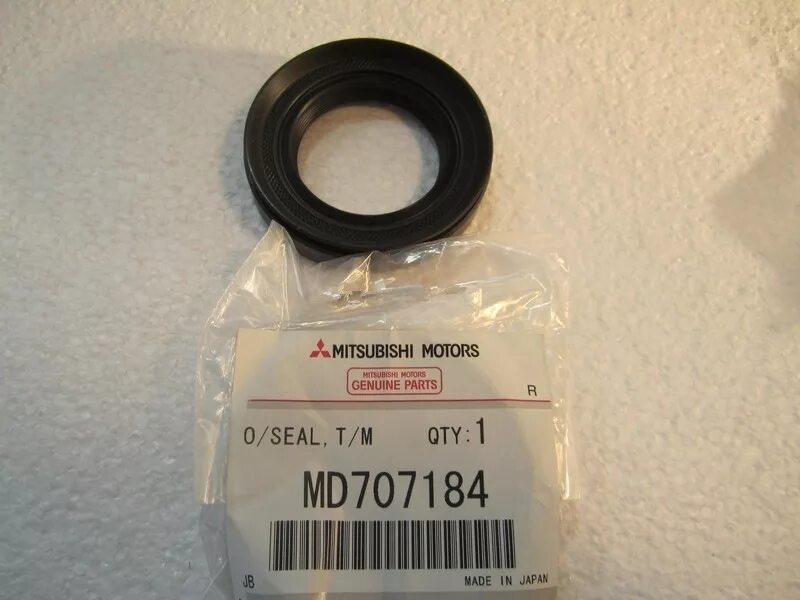 MITSUBISHI MOTORS
MITSUBISHI MOTORS
GENUINE PARTS
R
O/SEAL, T/M QTY: 1
MD707184
JB MADE IN JAPAN